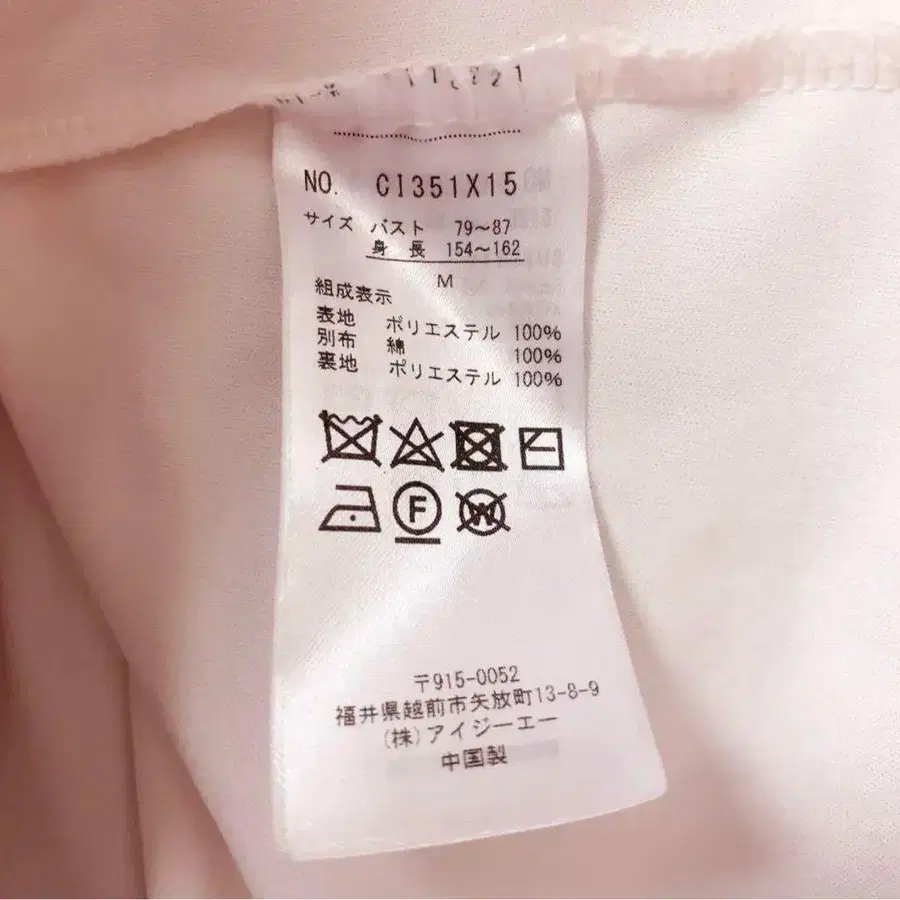 NO. CI351X15
サイズ バスト 79～87
身長 154～162
M
組成表示
表地 ポリエステル 100%
別布 綿 100%
裏地 ポリエステル 100%
F
W
〒915-0052
福井県越前市矢放町13-8-9
(株)アイジーエー
中国製